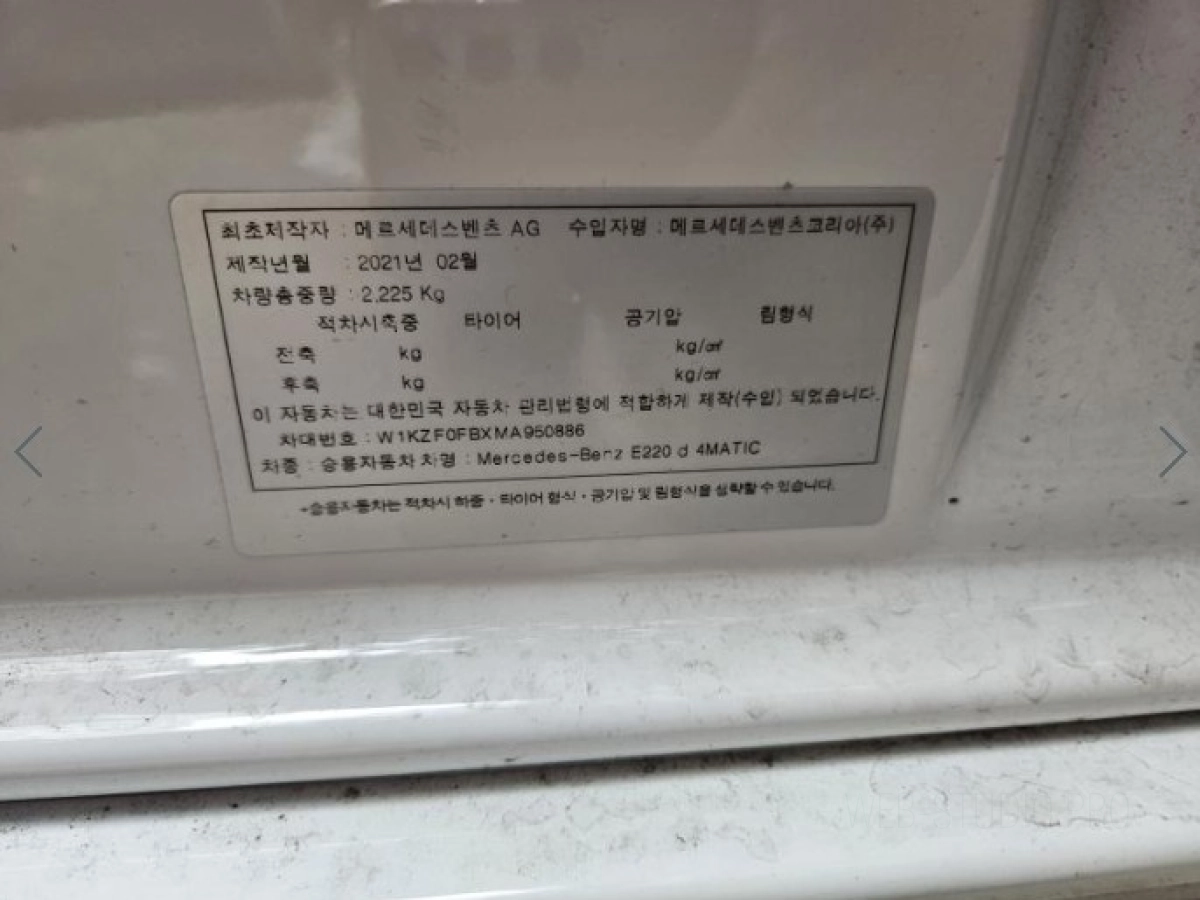 최초제작자 : 메르세데스벤츠 AG 수입자명 : 메르세데스벤츠코리아(주)
제작년월 : 2021년 02월
차량총중량 : 2,225 Kg
적차시축중 타이어 공기압 림형식
전축 kg kg/㎠
후축 kg kg/㎠
이 자동차는 대한민국 자동차 관리법령에 적합하게 제작(수입) 되었습니다.
차대번호 : W1KZF0FBXMA950886
차종 : 승용자동차 차명 : Mercedes-Benz E220 d 4MATIC
*승용자동차는 적차시 하중·타이어 형식·공기압 및 림형식을 생략할 수 있습니다.